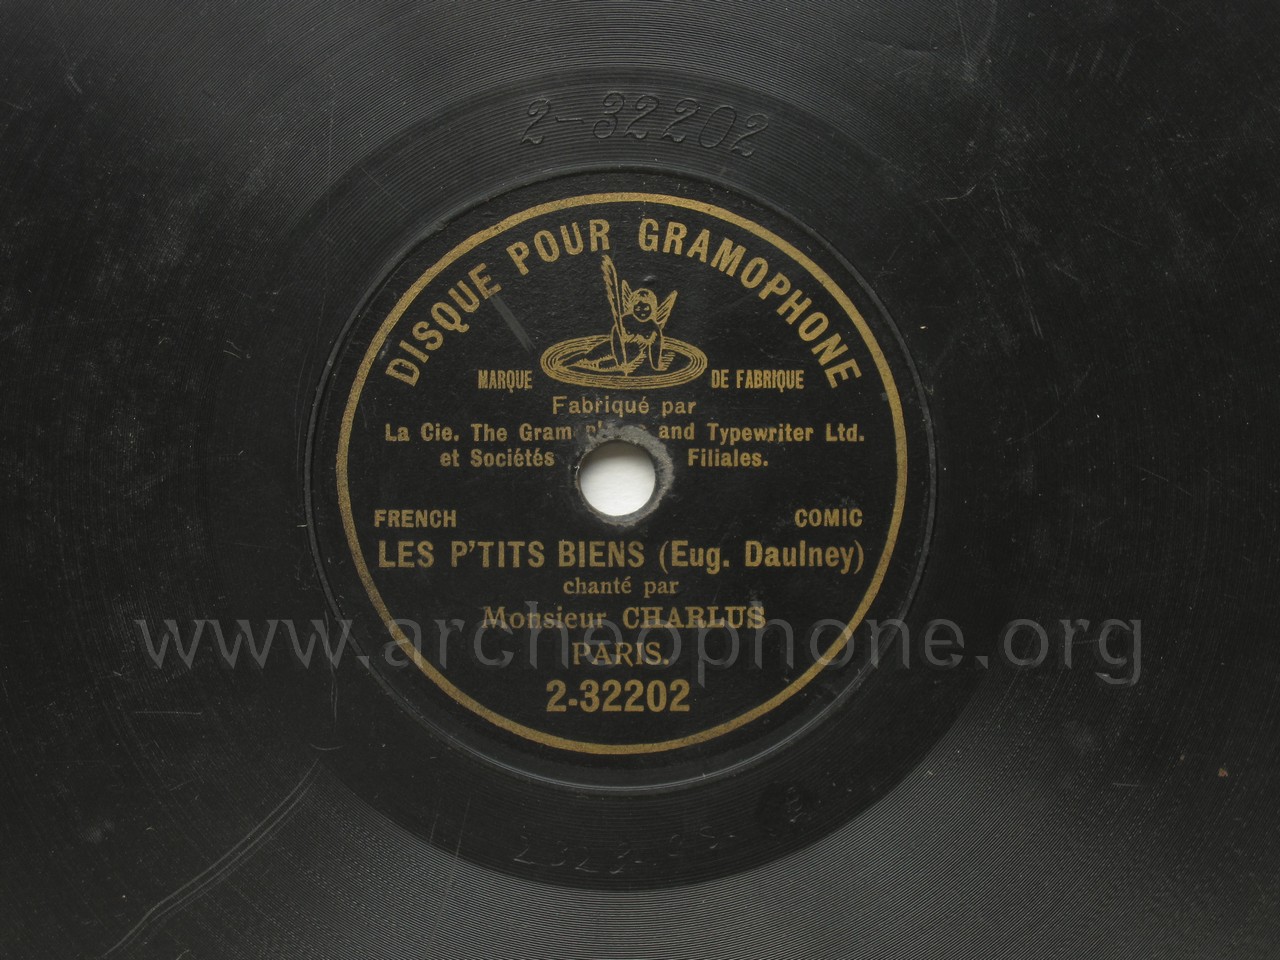 2-32202
DISQUE POUR GRAMOPHONE
MARQUE DE FABRIQUE
Fabriqué par
La Cie. The Gram and Typewriter Ltd.
et Sociétés Filiales.
FRENCH COMIC
LES P'TITS BIENS (Eug. Daulney)
chanté par
Monsieur CHARLUS
www.archeophone.org
PARIS.
2-32202